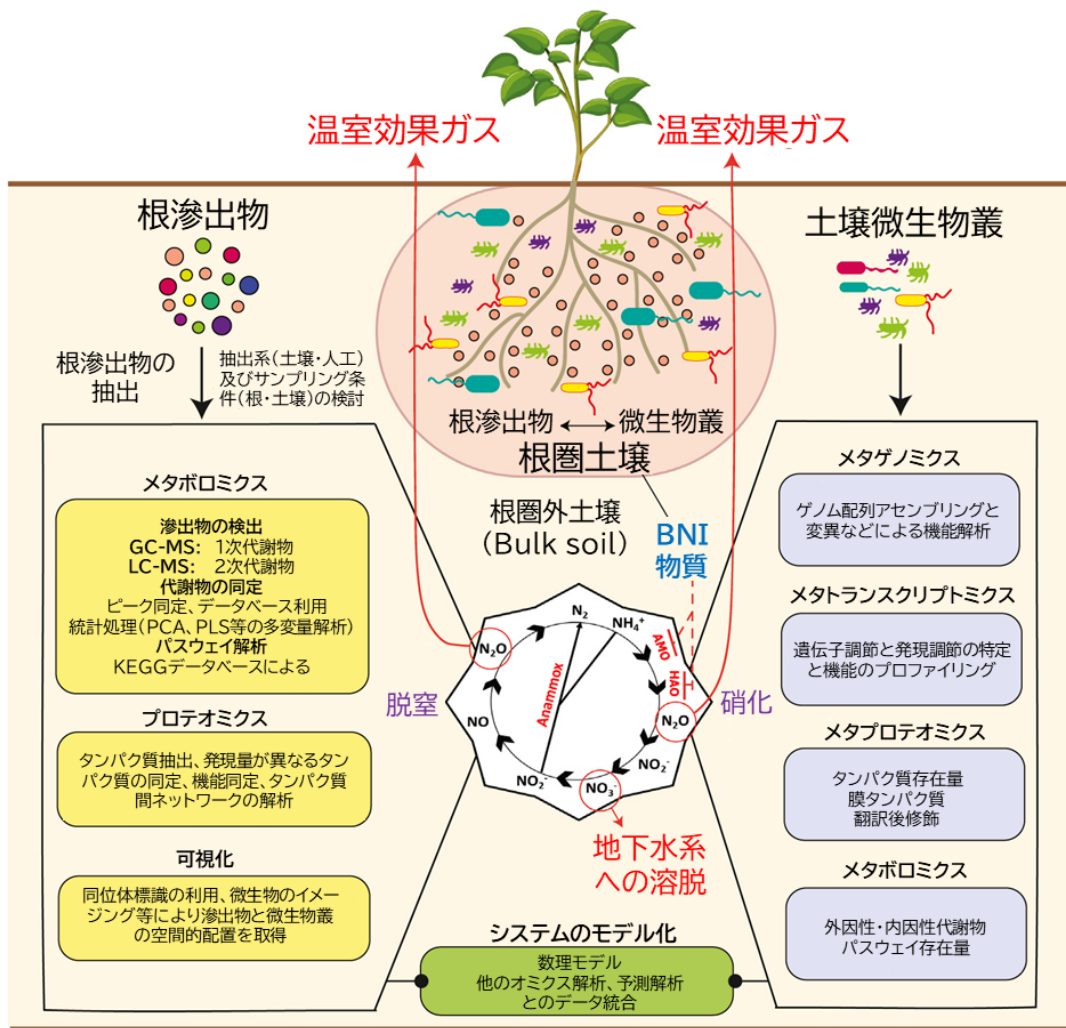 温室効果ガス
温室効果ガス
根滲出物
土壌微生物叢
根滲出物の
抽出
抽出系(土壌・人工)
及びサンプリング条
件(根・土壌)の検討
根滲出物
微生物叢
根圏土壌
根圏外土壌
(Bulk soil)
BNI
物質
メタボロミクス
滲出物の検出
GC-MS: 1次代謝物
LC-MS: 2次代謝物
代謝物の同定
ピーク同定、データベース利用
統計処理(PCA、PLS等の多変量解析)
パスウェイ解析
KEGGデータベースによる
プロテオミクス
タンパク質抽出、発現量が異なるタン
パク質の同定、機能同定、タンパク質
間ネットワークの解析
可視化
同位体標識の利用、微生物のイメー
ジング等により滲出物と微生物叢
の空間的配置を取得
脱窒
硝化
N₂
NH₄⁺
AMO
HAO
N₂O
NO₂⁻
NO₃⁻
NO₂⁻
NO
N₂O
Anammox
地下水系
への溶脱
メタゲノミクス
ゲノム配列アセンブリングと
変異などによる機能解析
メタトランスクリプトミクス
遺伝子調節と発現調節の特定
と機能のプロファイリング
メタプロテオミクス
タンパク質存在量
膜タンパク質
翻訳後修飾
メタボロミクス
外因性・内因性代謝物
パスウェイ存在量
システムのモデル化
数理モデル
他のオミクス解析、予測解析
とのデータ統合